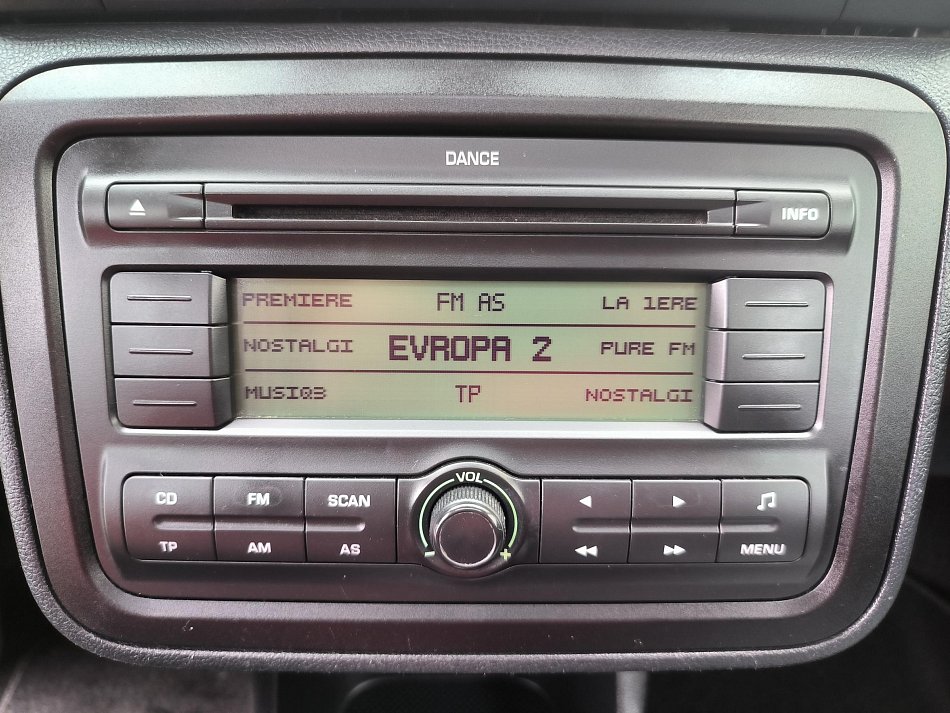 DANCE
INFO
PREMIERE FM AS LA 1ERE
NOSTALGI EVROPA 2 PURE FM
MUSIQ3 TP NOSTALGI
VOL
CD FM SCAN
TP AM AS MENU
- +